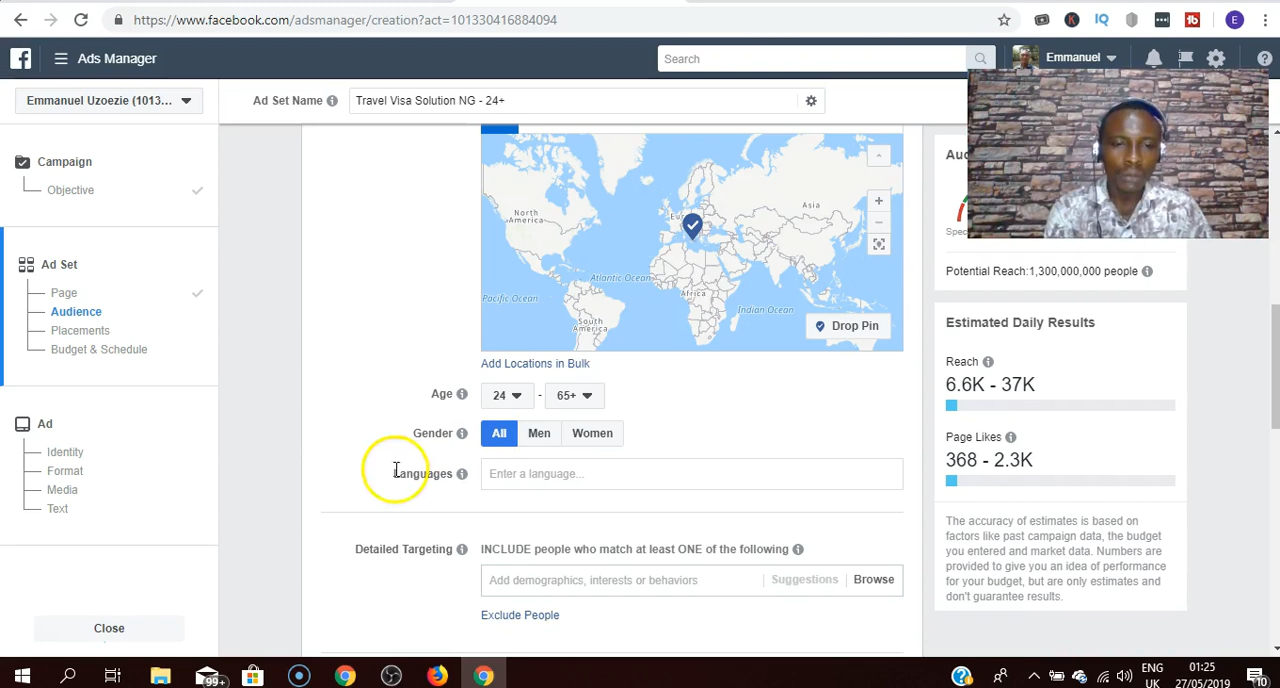 https://www.facebook.com/adsmanager/creation?act=101330416884094
K
IQ
E
Ads Manager
Search
Emmanuel
Emmanuel Uzoezie (1013...
Ad Set Name
Travel Visa Solution NG - 24+
Campaign
Objective
Ad Set
Page
Audience
Placements
Budget & Schedule
Ad
Identity
Format
Media
Text
Close
North
America
Asia
Atlantic Ocean
Africa
Pacific Ocean
South
America
Indian Ocean
Drop Pin
Add Locations in Bulk
Age
24
-
65+
Gender
All
Men
Women
Languages
Enter a language...
Detailed Targeting
INCLUDE people who match at least ONE of the following
Add demographics, interests or behaviors
Suggestions
Browse
Exclude People
Potential Reach:1,300,000,000 people
Estimated Daily Results
Reach
6.6K - 37K
Page Likes
368 - 2.3K
The accuracy of estimates is based on
factors like past campaign data, the budget
you entered and market data. Numbers are
provided to give you an idea of performance
for your budget, but are only estimates and
don't guarantee results.
99+
ENG
UK
01:25
27/05/2019
10